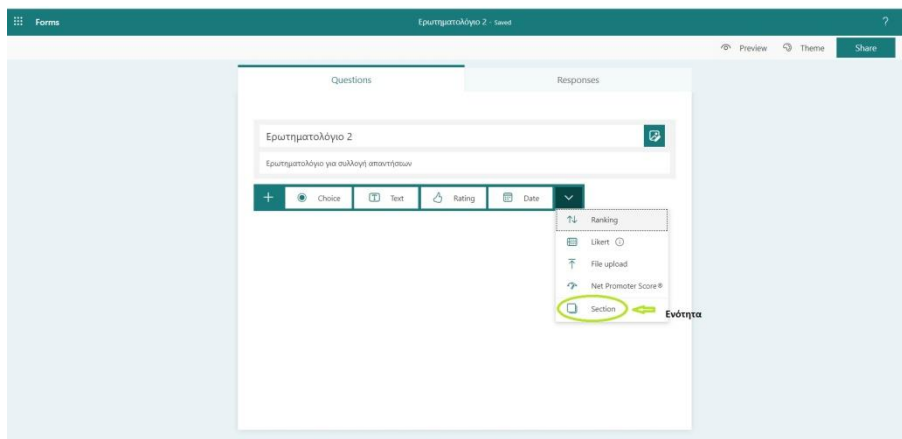 Forms Ερωτηματολόγιο 2 - Saved ?
Preview Theme Share
Questions Responses
Ερωτηματολόγιο 2
Ερωτηματολόγιο για συλλογή απαντήσεων
Choice Text Rating Date
Ranking
Likert
File upload
Net Promoter Score®
Section Ενότητα